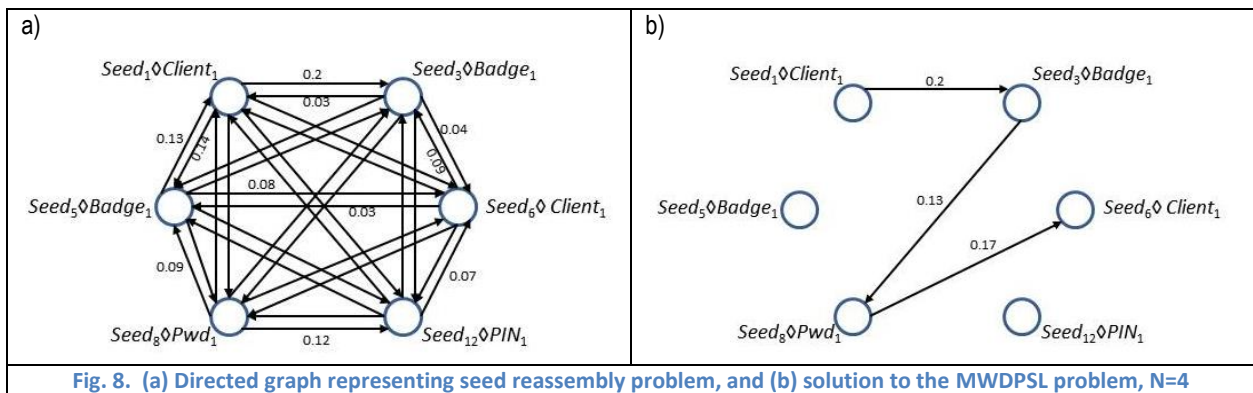 a)
Seed₁◊Client₁
0.2
Seed₃◊Badge₁
0.03
0.13
0.14
0.04
0.09
0.08
Seed₅◊Badge₁
0.03
Seed₆◊ Client₁
0.09
0.07
Seed₈◊Pwd₁
0.12
Seed₁₂◊PIN₁
b)
Seed₁◊Client₁
0.2
Seed₃◊Badge₁
Seed₅◊Badge₁
0.13
Seed₆◊ Client₁
0.17
Seed₈◊Pwd₁
Seed₁₂◊PIN₁
Fig. 8. (a) Directed graph representing seed reassembly problem, and (b) solution to the MWDPSL problem, N=4